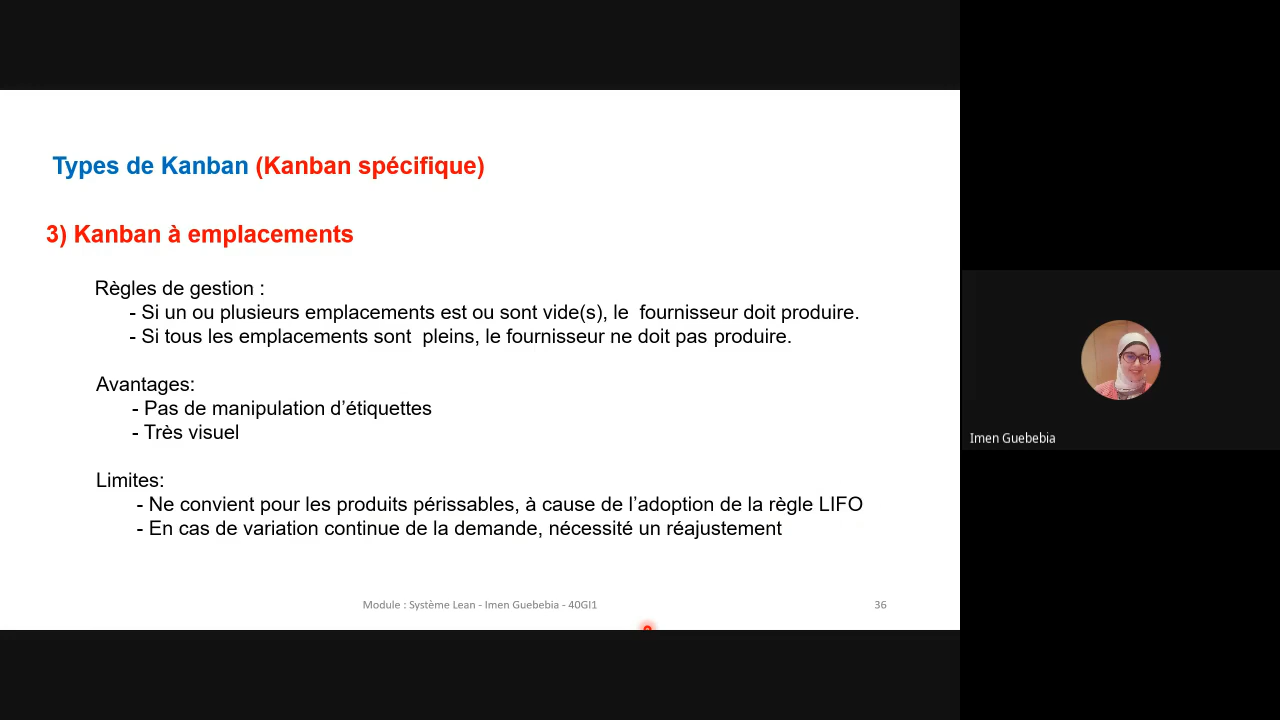 Types de Kanban (Kanban spécifique)
3) Kanban à emplacements
Règles de gestion :
- Si un ou plusieurs emplacements est ou sont vide(s), le fournisseur doit produire.
- Si tous les emplacements sont pleins, le fournisseur ne doit pas produire.
Avantages:
- Pas de manipulation d’étiquettes
- Très visuel
Limites:
- Ne convient pour les produits périssables, à cause de l’adoption de la règle LIFO
- En cas de variation continue de la demande, nécessité un réajustement
Module : Système Lean - Imen Guebebia - 40GI1
36
Imen Guebebia